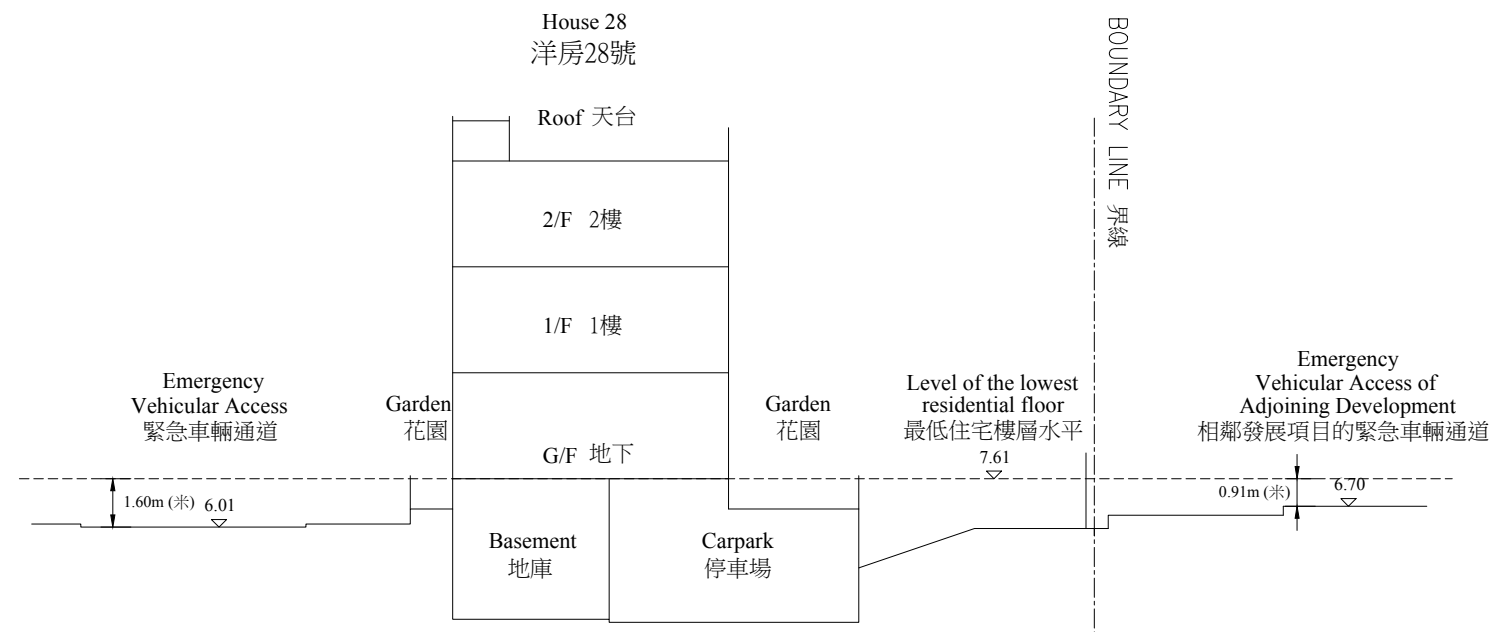 House 28
洋房28號
BOUNDARY LINE 界線
Roof 天台
2/F 2樓
1/F 1樓
Emergency
Vehicular Access
緊急車輛通道
Garden
花園
G/F 地下
Garden
花園
Level of the lowest
residential floor
最低住宅樓層水平
7.61
Emergency
Vehicular Access of
Adjoining Development
相鄰發展項目的緊急車輛通道
1.60m (米)
6.01
0.91m (米)
6.70
Basement
地庫
Carpark
停車場